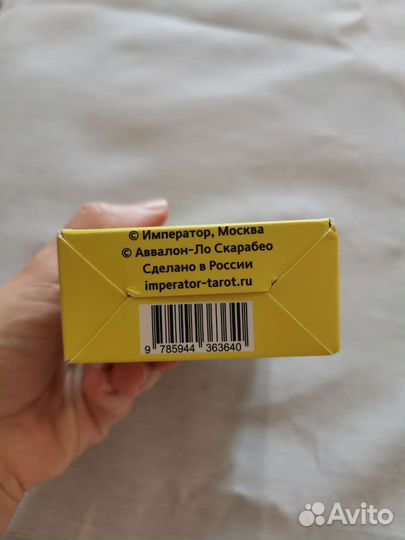 © Император, Москва
© Аввалон-Ло Скарабео
Сделано в России
imperator-tarot.ru
9 785944 363640
Avito